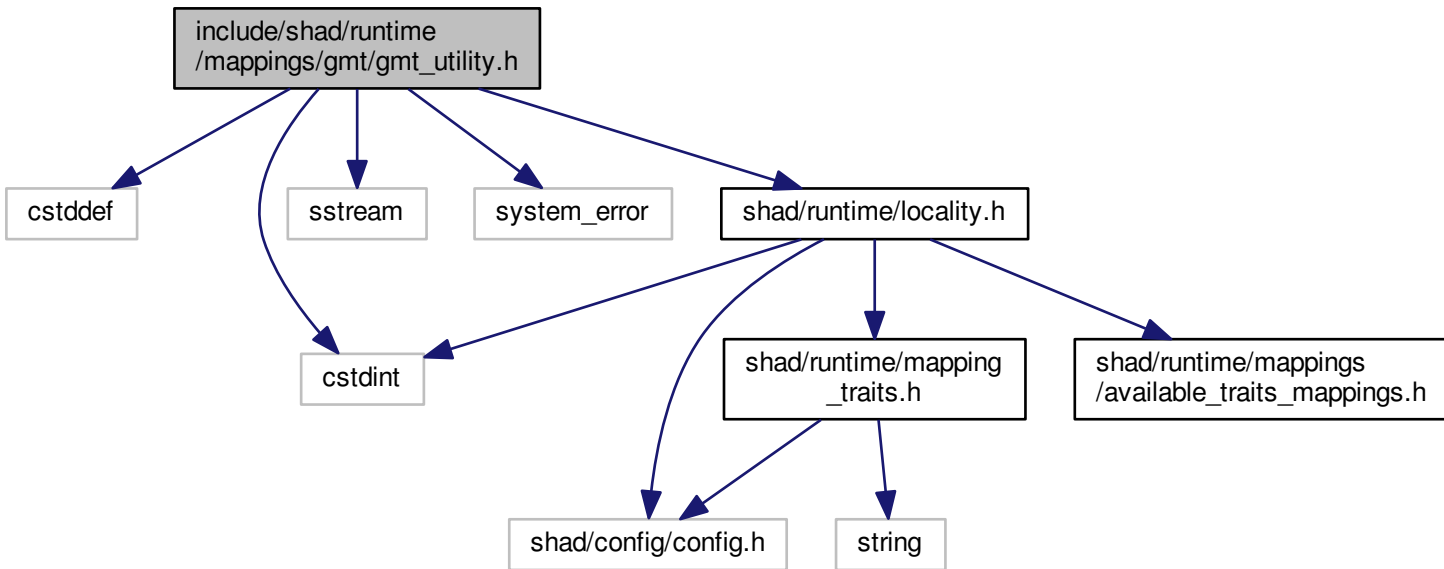 include/shad/runtime
/mappings/gmt/gmt_utility.h
cstddef
sstream
system_error
shad/runtime/locality.h
cstdint
shad/runtime/mapping
_traits.h
shad/runtime/mappings
/available_traits_mappings.h
shad/config/config.h
string